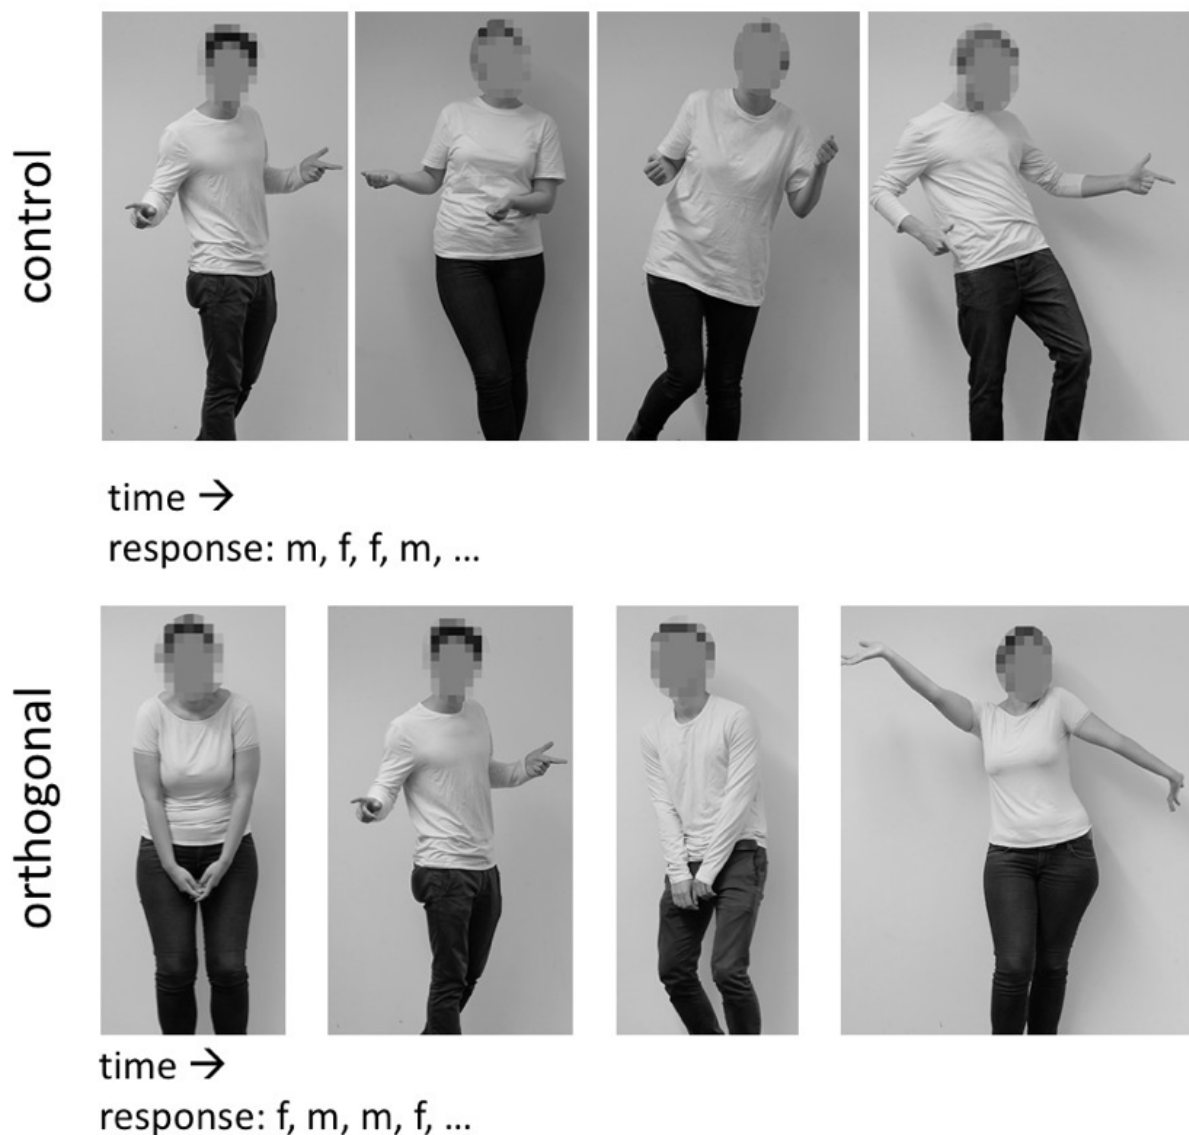 control
time →
response: m, f, f, m, ...
orthogonal
time →
response: f, m, m, f, ...